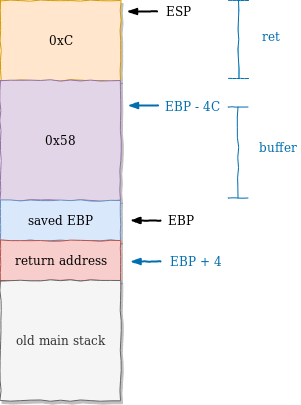 ESP
0xC
ret
EBP - 4C
0x58
buffer
saved EBP
EBP
return address
EBP + 4
old main stack